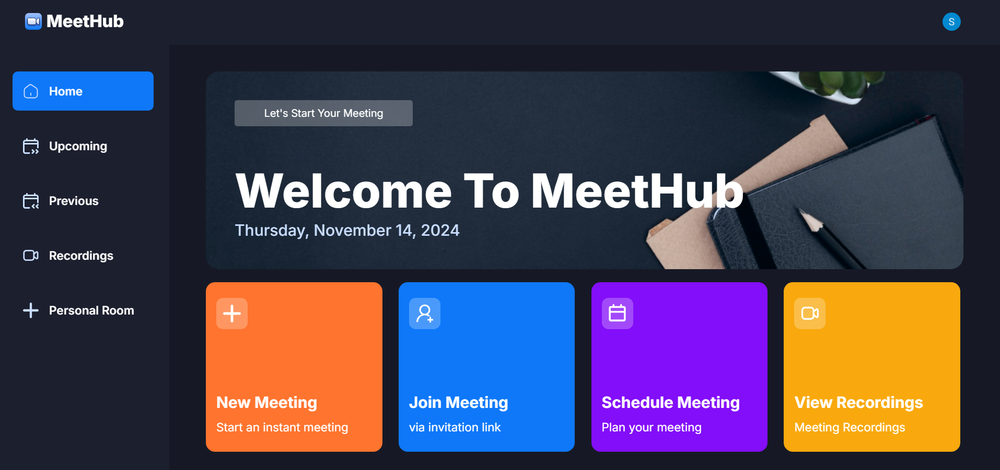 MeetHub
S
Home
Upcoming
Previous
Recordings
Personal Room
Let's Start Your Meeting
Welcome To MeetHub
Thursday, November 14, 2024
New Meeting
Start an instant meeting
Join Meeting
via invitation link
Schedule Meeting
Plan your meeting
View Recordings
Meeting Recordings